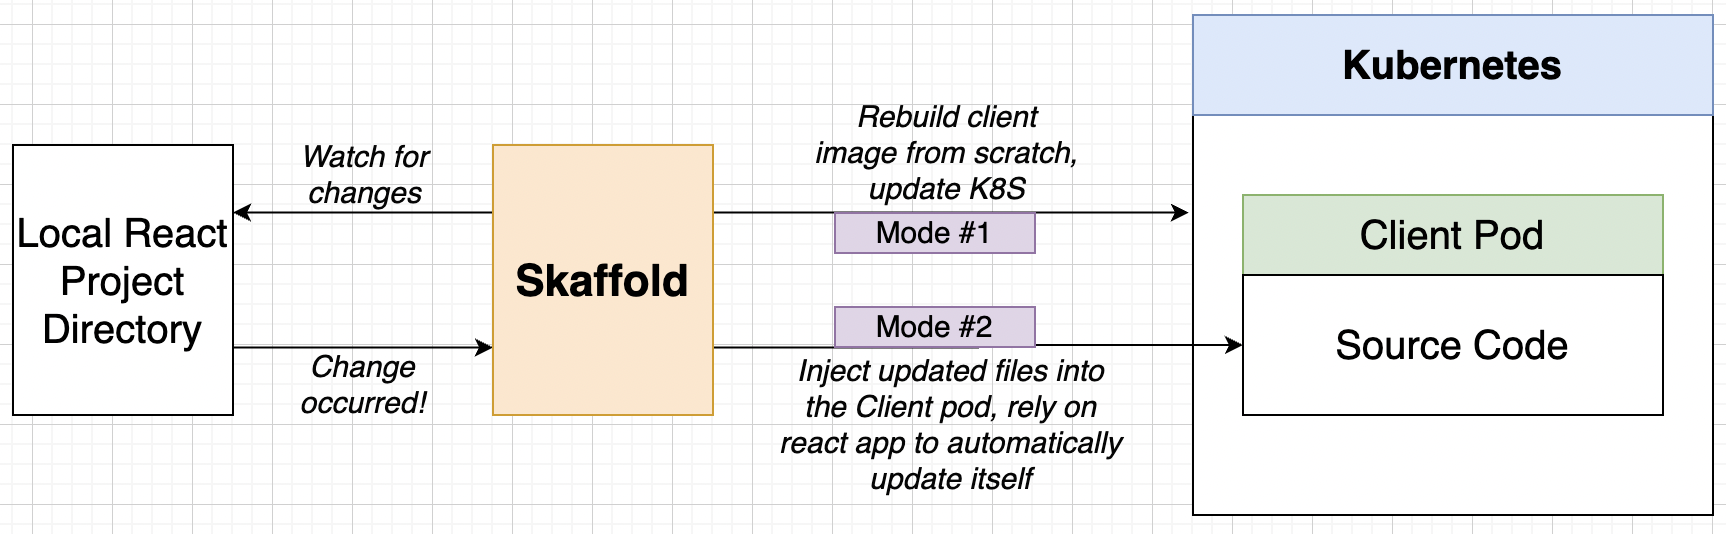 Kubernetes
Rebuild client
image from scratch,
update K8S
Watch for
changes
Local React
Project
Directory
Skaffold
Mode #1
Client Pod
Mode #2
Source Code
Change
occurred!
Inject updated files into
the Client pod, rely on
react app to automatically
update itself